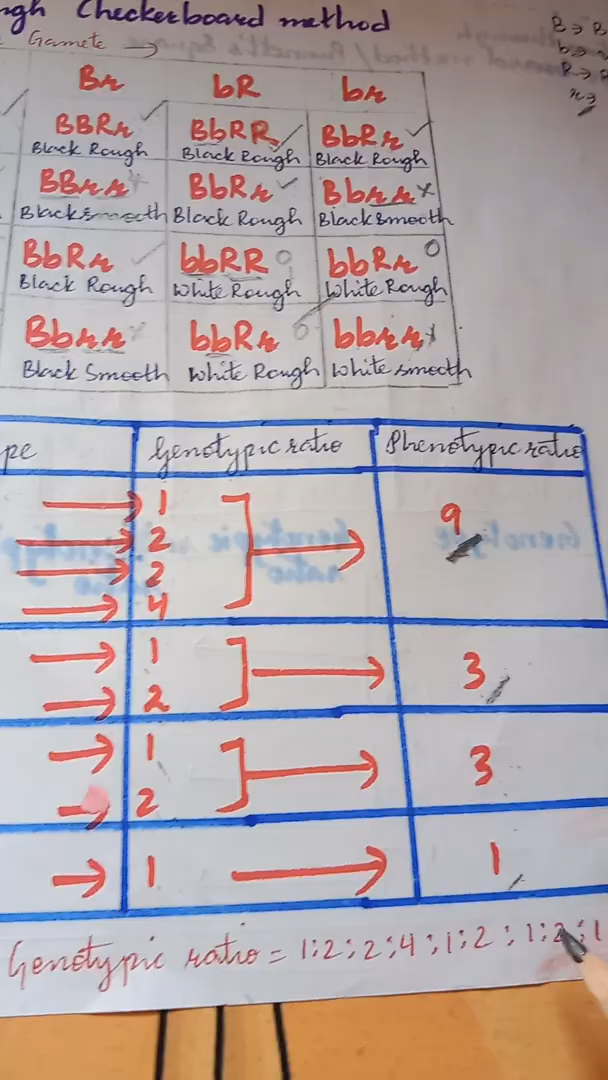 Checkerboard method
Gamete →
Br bR br
BBRr BbRR BbRr
Black Rough Black Rough Black Rough
BBrr BbRr Bbrr
Black smooth Black Rough Black smooth
BbRr bbRR bbRr
Black Rough White Rough White Rough
Bbrr bbRr bbrr
Black Smooth White Rough White smooth
Genotypic ratio Phenotypic ratio
1
2
2
4
9
1
2
3
1
2
3
1 1
Genotypic ratio = 1:2:2:4:1:2:1:2:1